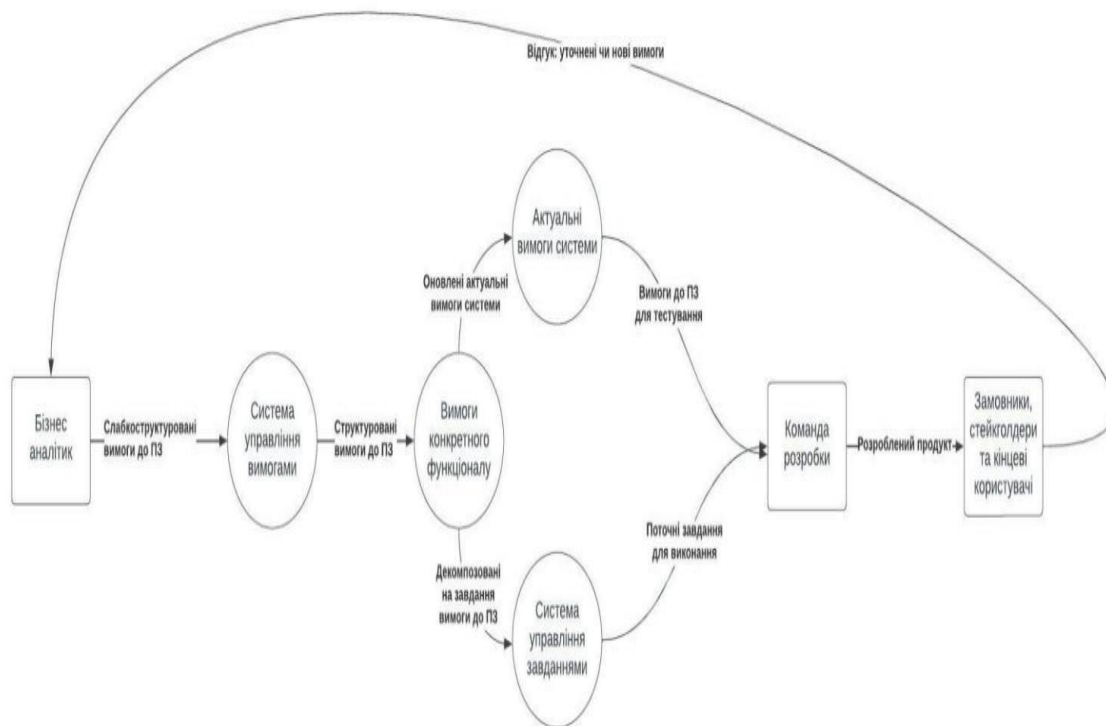 Відгук: уточнені чи нові вимоги
Актуальні
вимоги системи
Оновлені актуальні
вимоги системи
Вимоги до ПЗ
для тестування
Бізнес
аналітик
Слабкоструктуровані
вимоги до ПЗ
Система
управління
вимогами
Структуровані
вимоги до ПЗ
Вимоги
конкретного
функціоналу
Команда
розробки
Розроблений продукт
Замовники,
стейкголдери
та кінцеві
користувачі
Поточні завдання
для виконання
Декомпозовані
на завдання
вимоги до ПЗ
Система
управління
завданнями